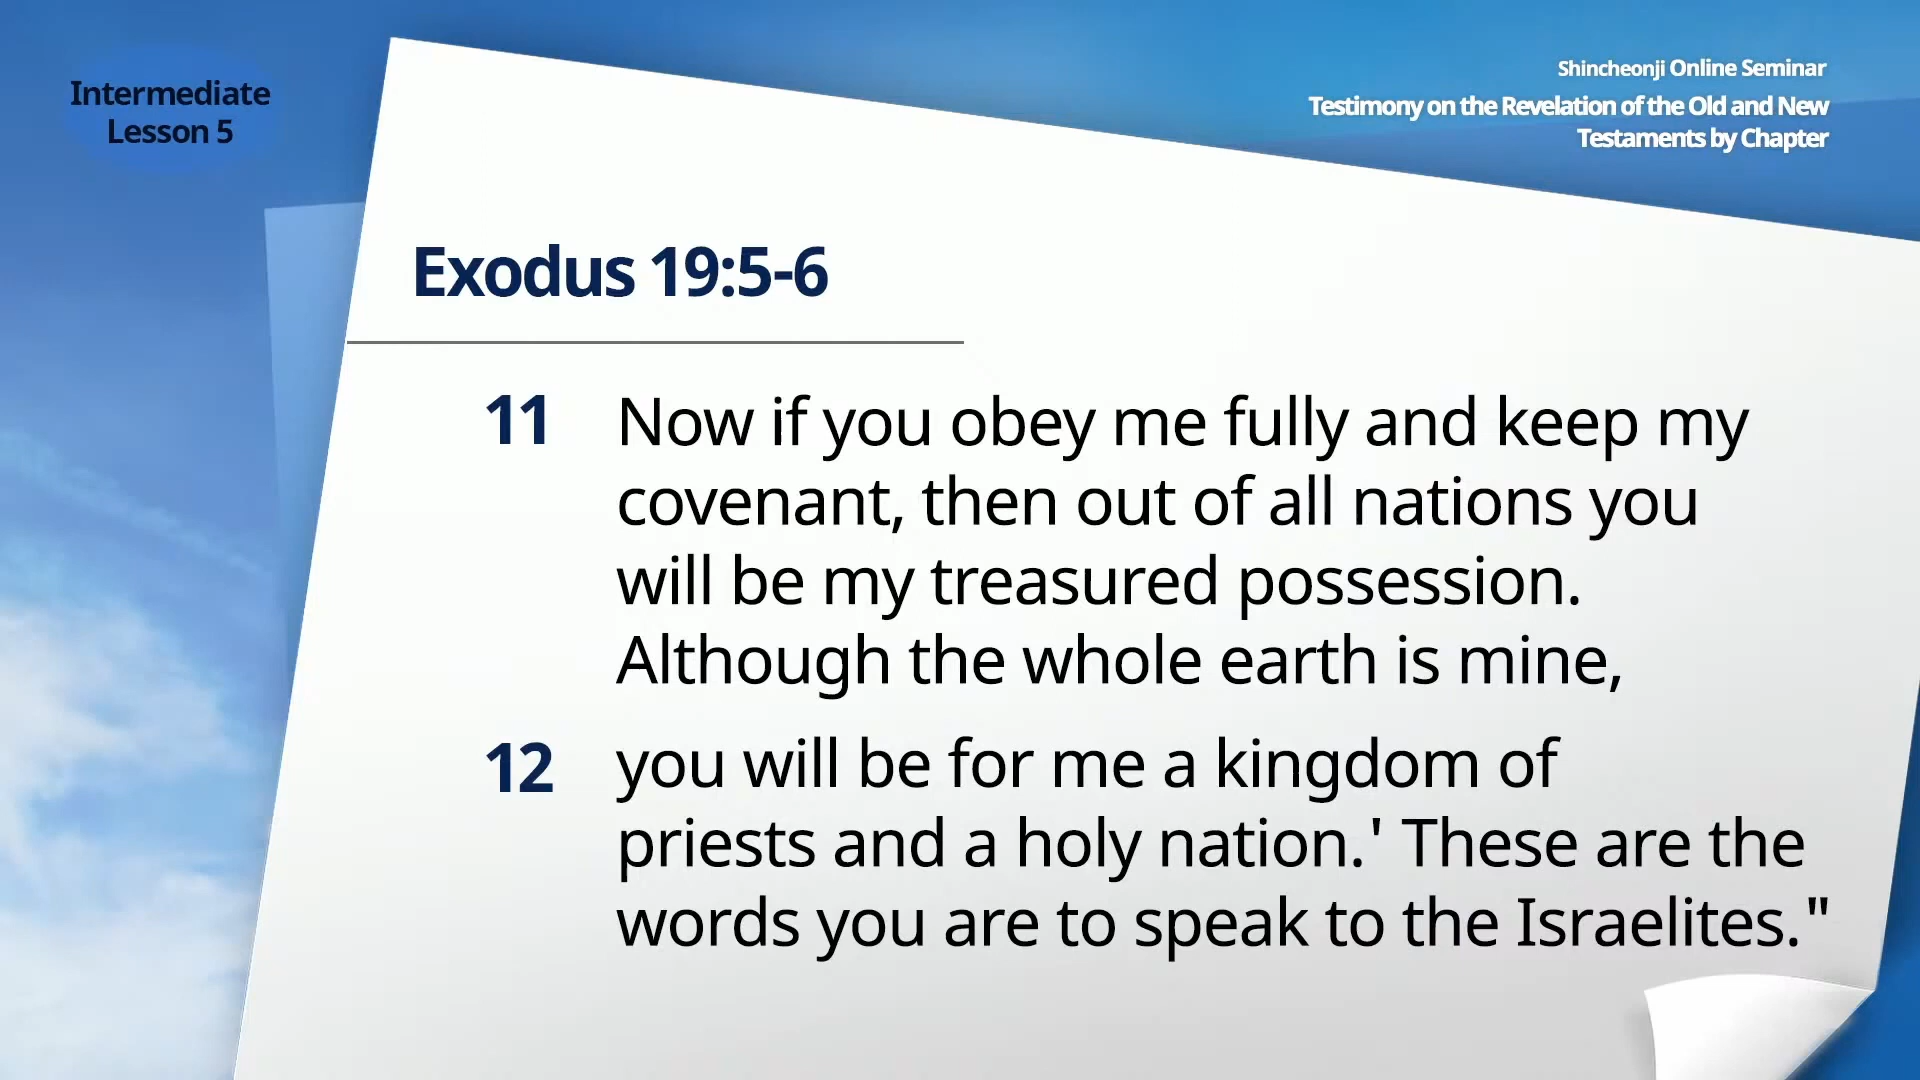 Intermediate
Lesson 5
Shincheonji Online Seminar
Testimony on the Revelation of the Old and New
Testaments by Chapter
Exodus 19:5-6
11 Now if you obey me fully and keep my
covenant, then out of all nations you
will be my treasured possession.
Although the whole earth is mine,
12 you will be for me a kingdom of
priests and a holy nation.' These are the
words you are to speak to the Israelites."